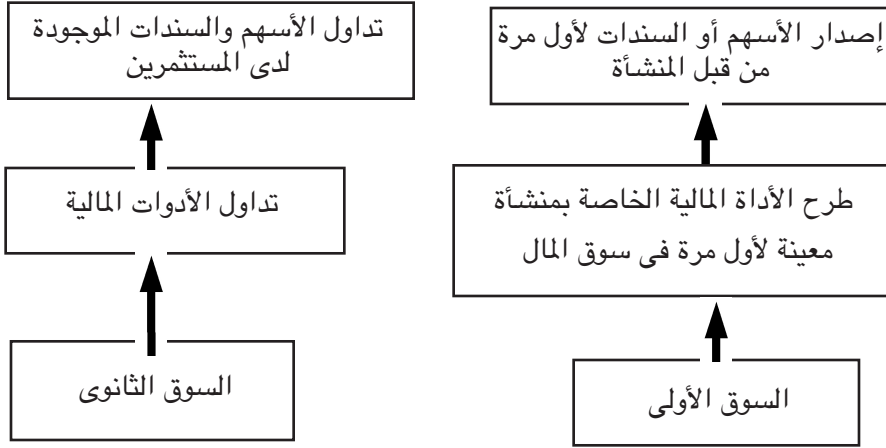 إصدار الأسهم أو السندات لأول مرة
من قبل المنشأة
طرح الأداة المالية الخاصة بمنشأة
معينة لأول مرة فى سوق المال
السوق الأولى
تداول الأسهم والسندات الموجودة
لدى المستثمرين
تداول الأدوات المالية
السوق الثانوى